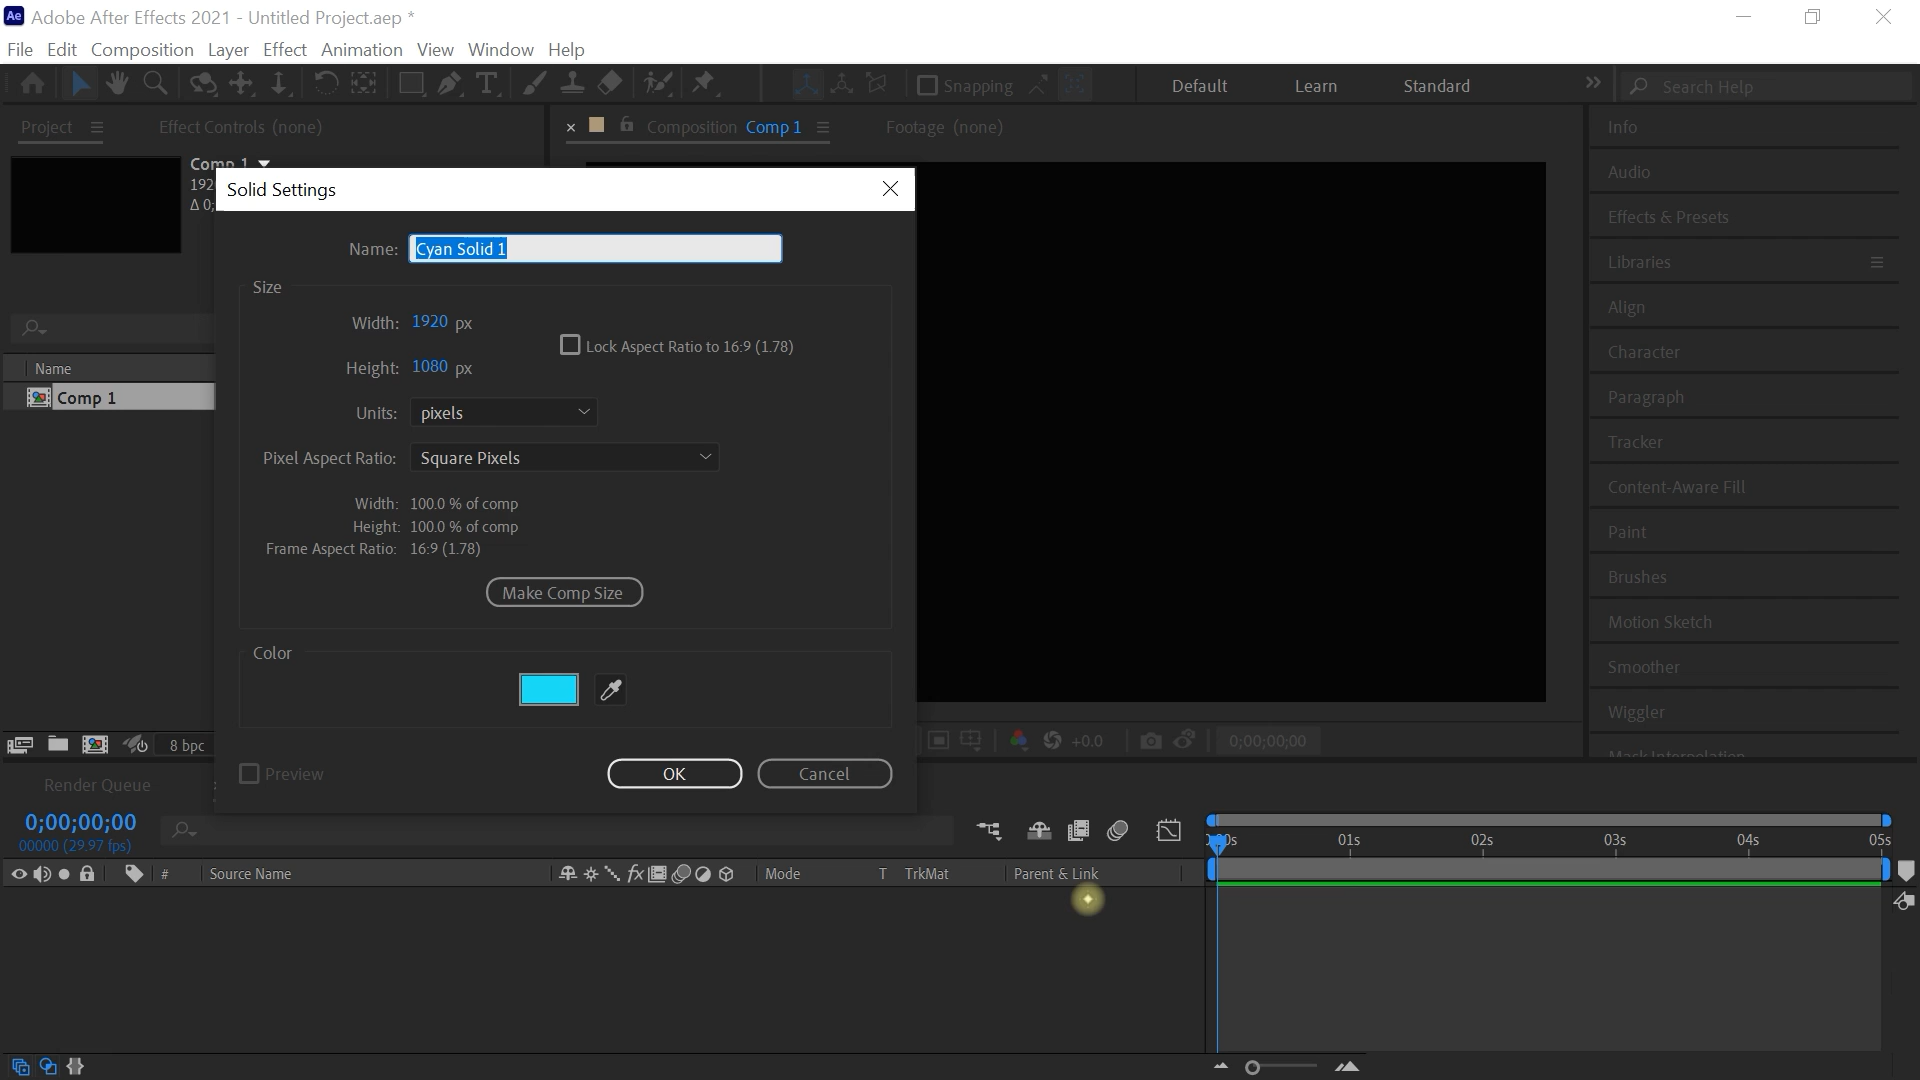 Ae Adobe After Effects 2021 - Untitled Project.aep *
File Edit Composition Layer Effect Animation View Window Help
Snapping Default Learn Standard Search Help
Project Effect Controls (none) Composition Comp 1 Footage (none) Info
Comp 1
192
Δ 0;
Solid Settings
Name: Cyan Solid 1
Size
Width: 1920 px
Lock Aspect Ratio to 16:9 (1.78)
Height: 1080 px
Units: pixels
Pixel Aspect Ratio: Square Pixels
Width: 100.0 % of comp
Height: 100.0 % of comp
Frame Aspect Ratio: 16:9 (1.78)
Make Comp Size
Color
Preview OK Cancel
Name
Comp 1
8 bpc
+0.0 0;00;00;00
Audio
Effects & Presets
Libraries
Align
Character
Paragraph
Tracker
Content-Aware Fill
Paint
Brushes
Motion Sketch
Smoother
Wiggler
Mask Interpolation
Render Queue
0;00;00;00
00000 (29.97 fps)
01s 02s 03s 04s 05s
# Source Name fx Mode T TrkMat Parent & Link